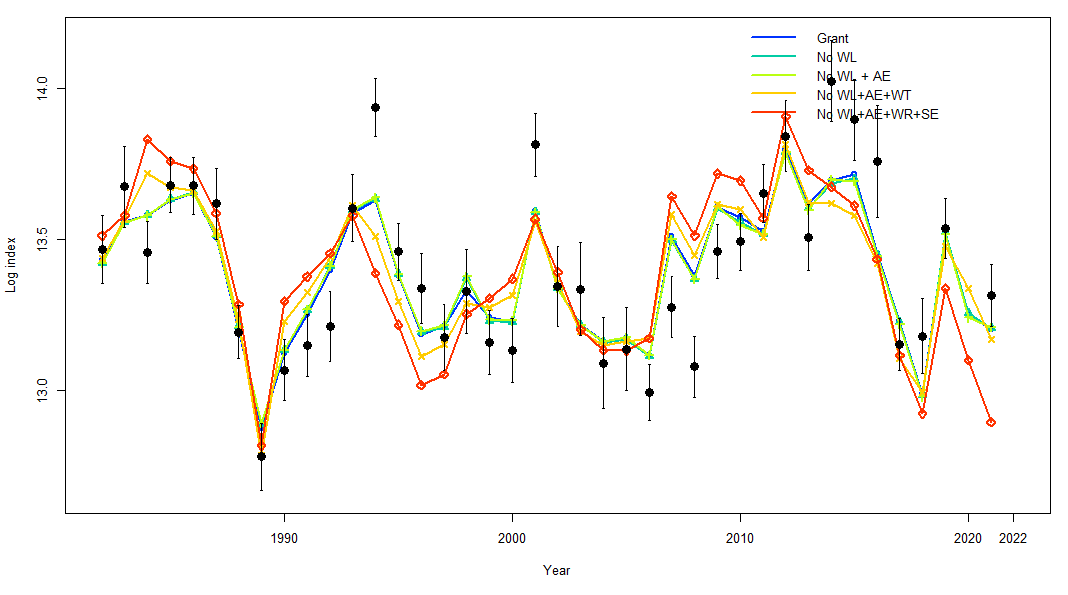 Grant
No WL
No WL + AE
No WL+AE+WT
No WL+AE+WR+SE
14.0
13.5
13.0
Log index
1990
2000
2010
2020
2022
Year